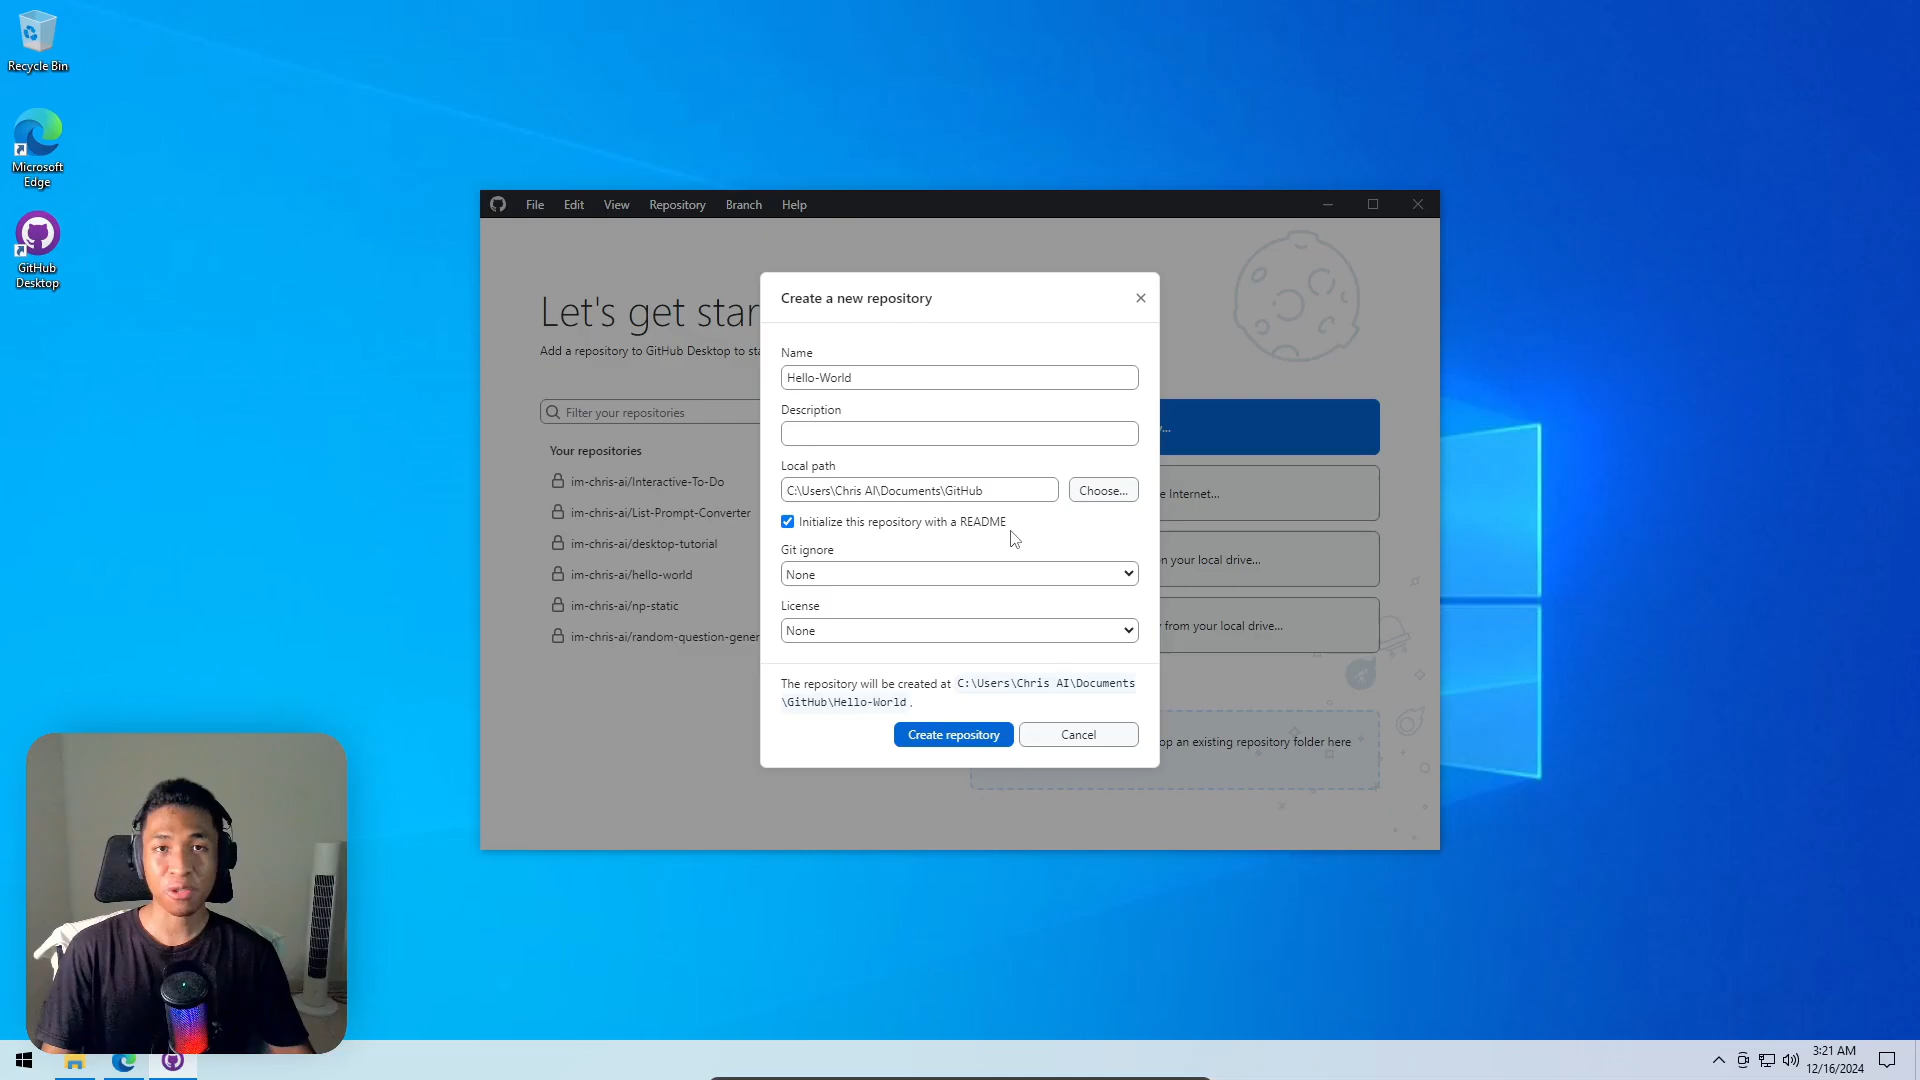 Recycle Bin
Microsoft
Edge
GitHub
Desktop
File Edit View Repository Branch Help
Let's get star
Add a repository to GitHub Desktop to sta
Filter your repositories
Your repositories
im-chris-ai/Interactive-To-Do
im-chris-ai/List-Prompt-Converter
im-chris-ai/desktop-tutorial
im-chris-ai/hello-world
im-chris-ai/np-static
im-chris-ai/random-question-gener
Create a new repository
Name
Hello-World
Description
Local path
C:\Users\Chris AI\Documents\GitHub
Choose...
Initialize this repository with a README
Git ignore
None
License
None
The repository will be created at C:\Users\Chris AI\Documents
\GitHub\Hello-World.
Create repository
Cancel
...
e Internet...
n your local drive...
from your local drive...
op an existing repository folder here
3:21 AM
12/16/2024